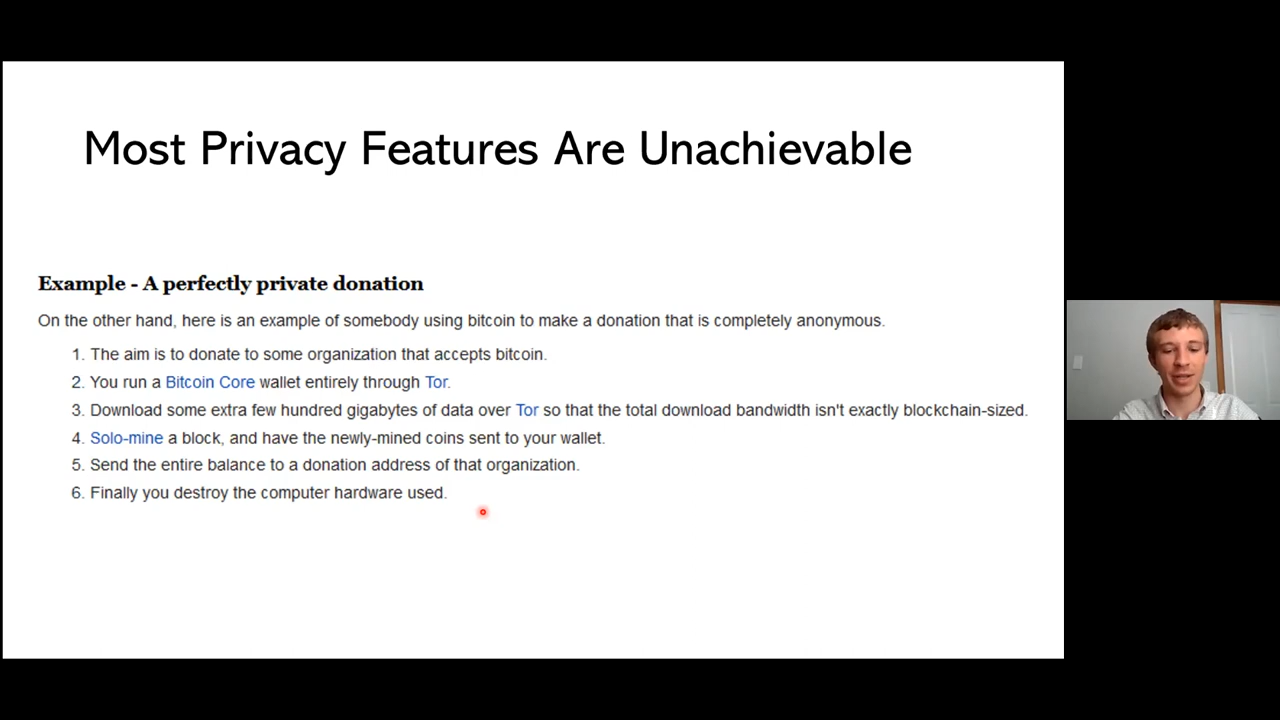 Most Privacy Features Are Unachievable
Example - A perfectly private donation
On the other hand, here is an example of somebody using bitcoin to make a donation that is completely anonymous.
1. The aim is to donate to some organization that accepts bitcoin.
2. You run a Bitcoin Core wallet entirely through Tor.
3. Download some extra few hundred gigabytes of data over Tor so that the total download bandwidth isn't exactly blockchain-sized.
4. Solo-mine a block, and have the newly-mined coins sent to your wallet.
5. Send the entire balance to a donation address of that organization.
6. Finally you destroy the computer hardware used.